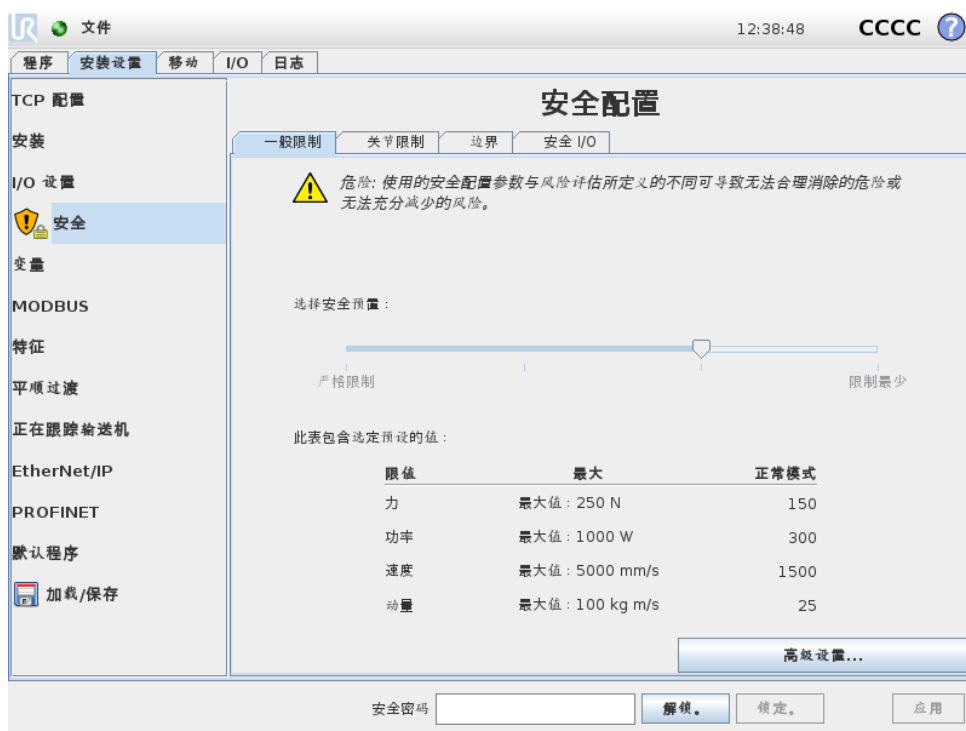 UR 文件 12:38:48 CCCC ?
程序 安装设置 移动 I/O 日志
TCP 配置
安装
I/O 设置
安全
变量
MODBUS
特征
平顺过渡
正在跟踪输送机
EtherNet/IP
PROFINET
默认程序
加载/保存
安全配置
一般限制 关节限制 边界 安全 I/O
危险: 使用的安全配置参数与风险评估所定义的不同可导致无法合理消除的危险或
无法充分减少的风险。
选择安全预置：
严格限制 限制最少
此表包含选定预设的值：
限值 最大 正常模式
力 最大值：250 N 150
功率 最大值：1000 W 300
速度 最大值：5000 mm/s 1500
动量 最大值：100 kg m/s 25
高级设置...
安全密码 解锁。 锁定。 应用